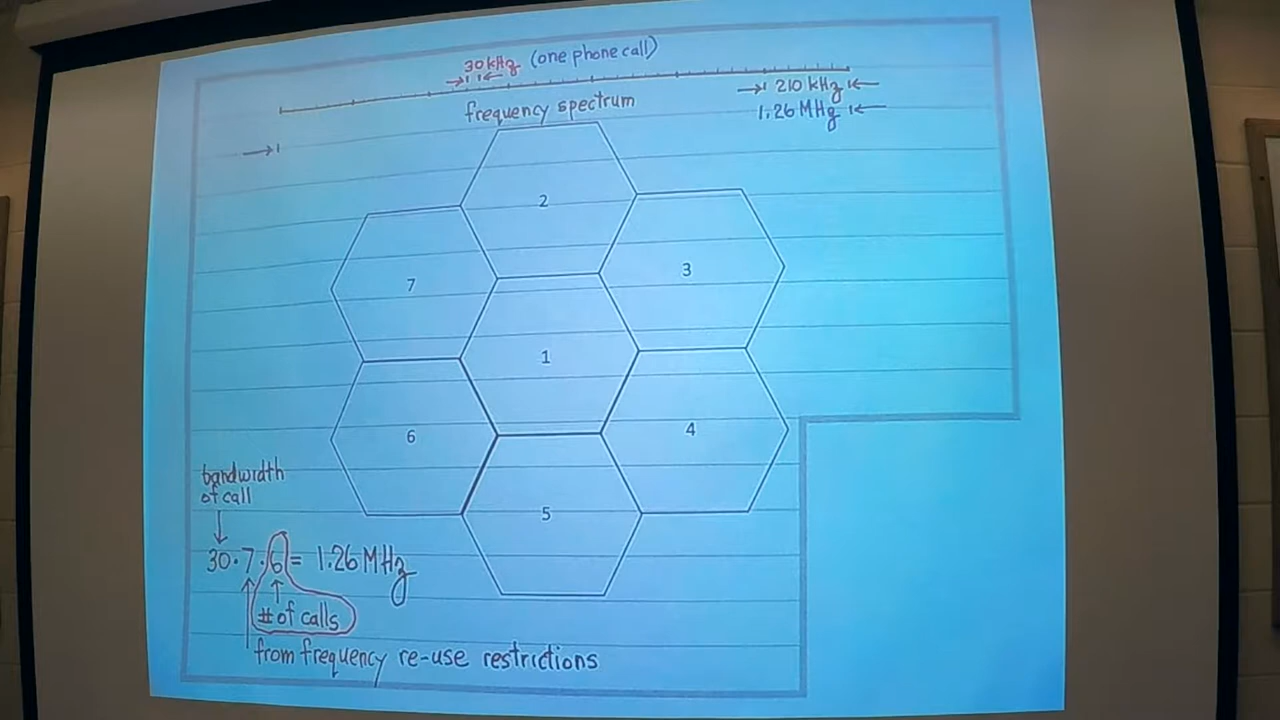 30 kHz (one phone call)
→| |← 
→| 210 kHz |←
frequency spectrum
1.26 MHz |←
→|
2
3
7
1
6
4
5
bandwidth
of call
↓
30·7·6 = 1.26 MHz
↑ ↑
# of calls
from frequency re-use restrictions